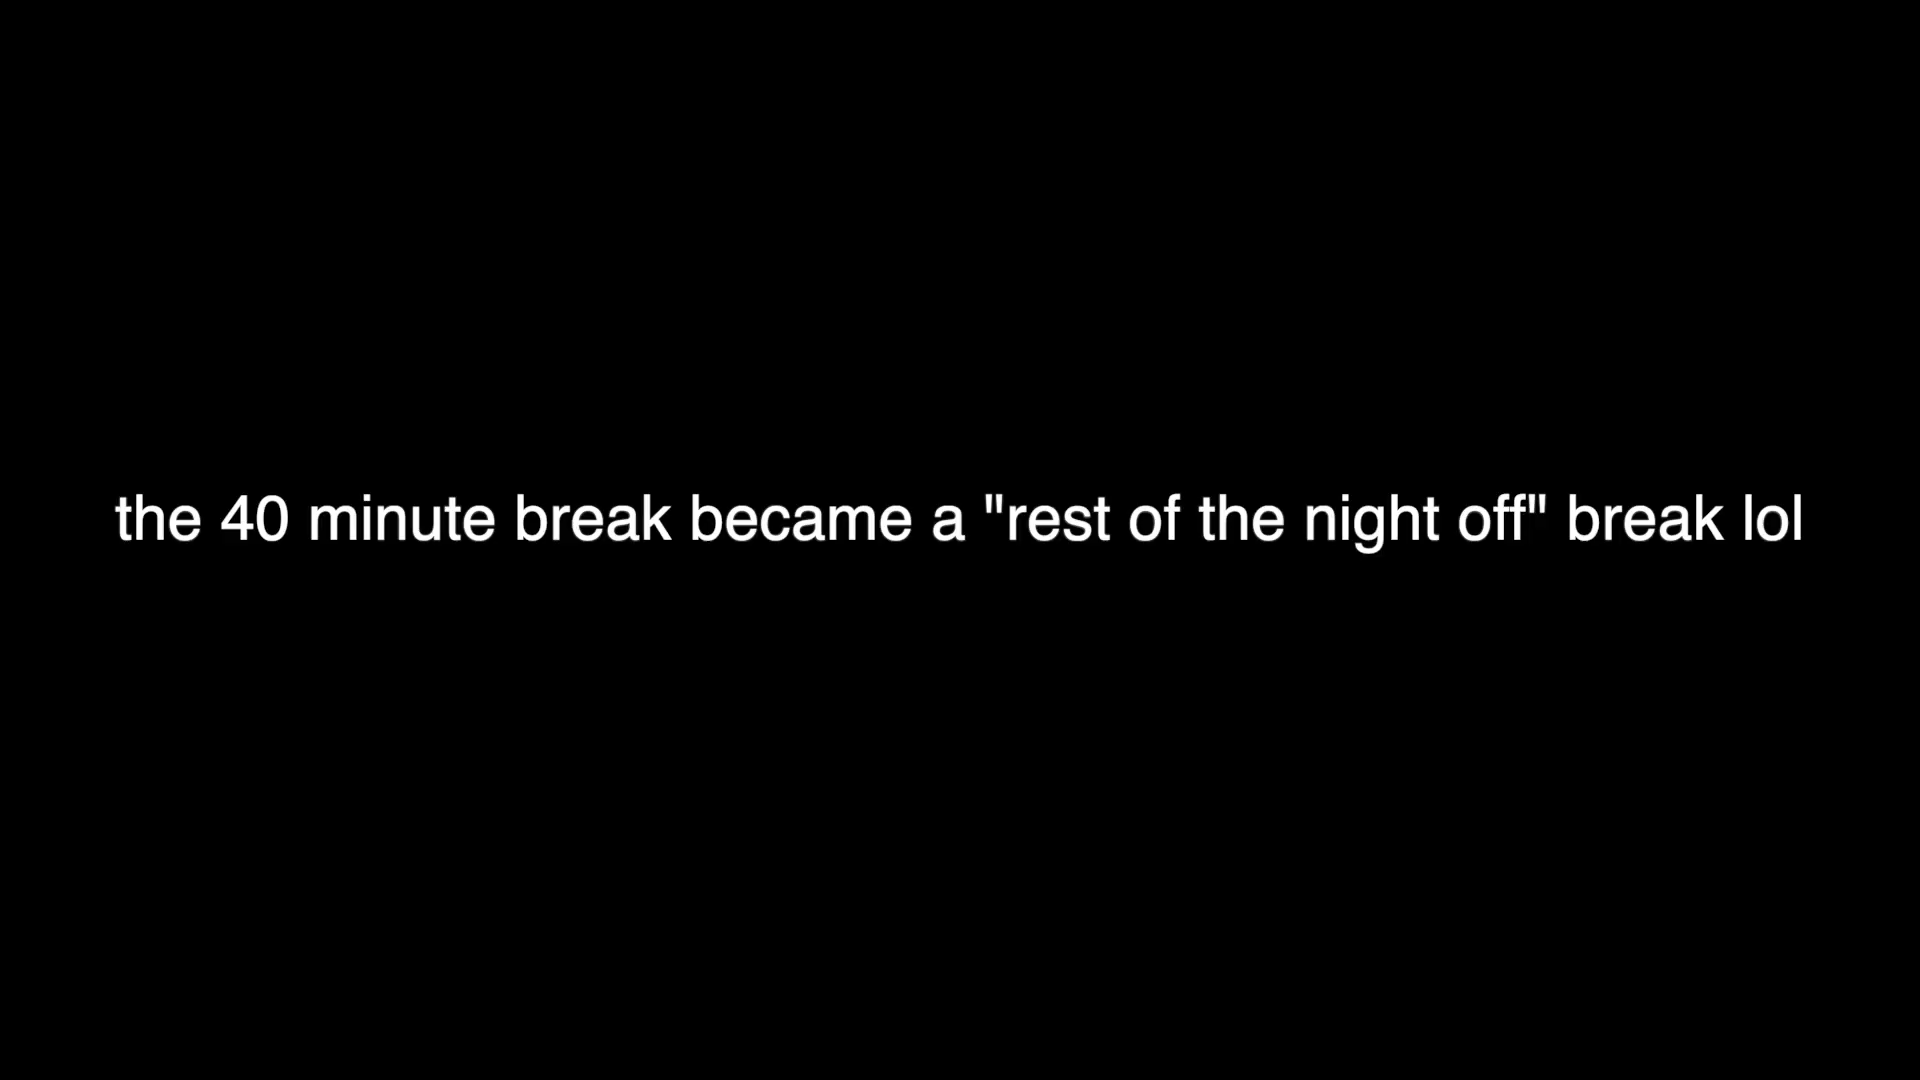 the 40 minute break became a "rest of the night off" break lol